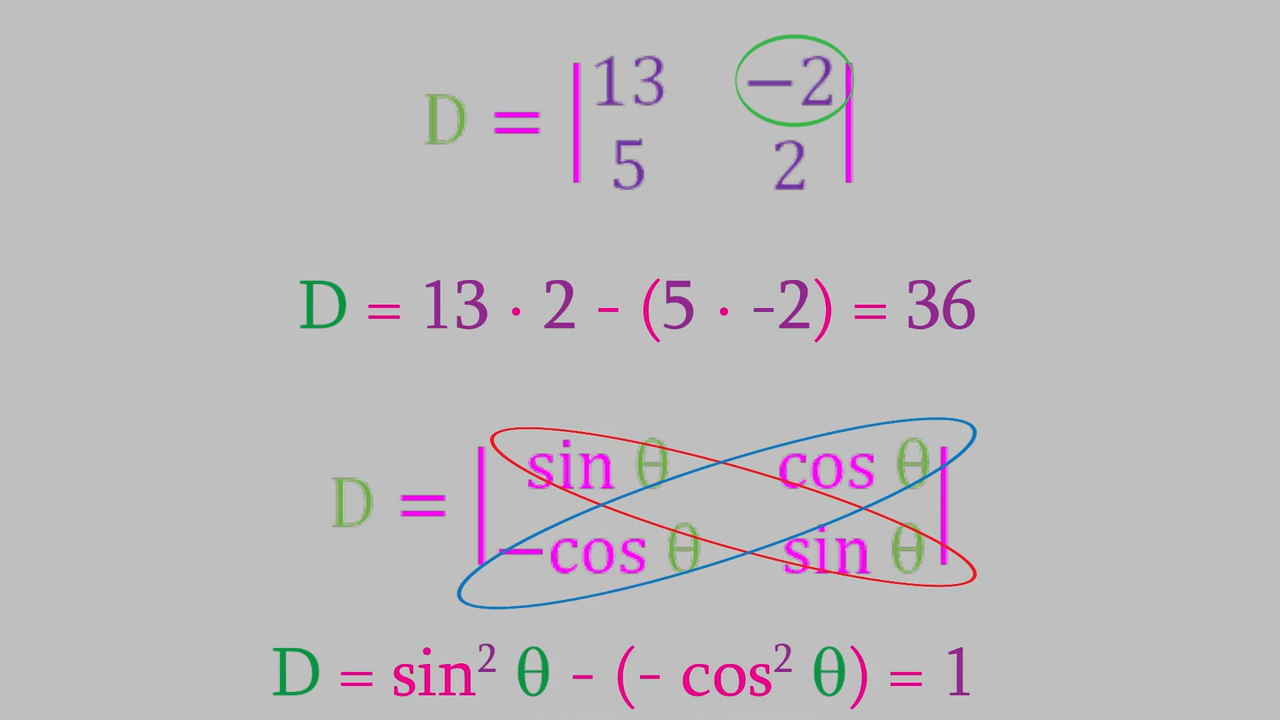 D = |13 −2|
|5 2|
D = 13 · 2 - (5 · -2) = 36
D = |sin θ cos θ|
|−cos θ sin θ|
D = sin² θ - (- cos² θ) = 1